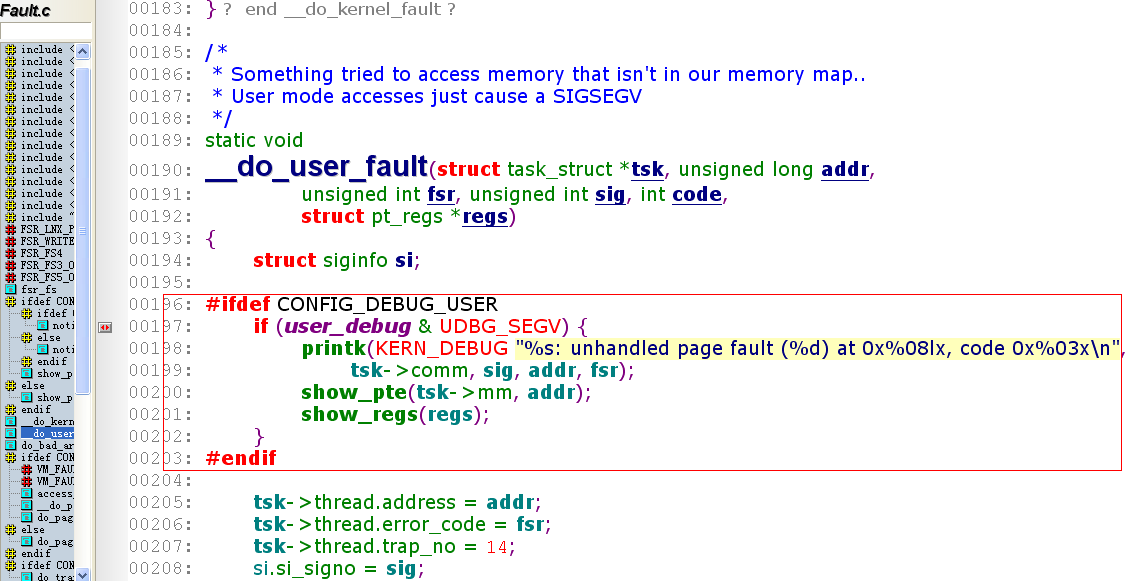 Fault.c
include <
include <
include <
include <
include <
include <
include <
include <
include <
include <
include <
include <
include <
include <
include "
FSR_LNX_P
FSR_WRITE
FSR_FS4
FSR_FS3_0
FSR_FS5_0
fsr_fs
ifdef CON
ifdef
noti
else
noti
endif
show_p
else
show_p
endif
__do_kern
__do_user
do_bad_ar
ifdef CON
VM_FAU
VM_FAU
access_
__do_p
do_pag
else
do_pag
endif
ifdef CON
do_tra
00183: } ? end __do_kernel_fault ?
00184:
00185: /*
00186: * Something tried to access memory that isn't in our memory map..
00187: * User mode accesses just cause a SIGSEGV
00188: */
00189: static void
00190: __do_user_fault(struct task_struct *tsk, unsigned long addr,
00191: unsigned int fsr, unsigned int sig, int code,
00192: struct pt_regs *regs)
00193: {
00194: struct siginfo si;
00195:
00196: #ifdef CONFIG_DEBUG_USER
00197: if (user_debug & UDBG_SEGV) {
00198: printk(KERN_DEBUG "%s: unhandled page fault (%d) at 0x%08lx, code 0x%03x\n",
00199: tsk->comm, sig, addr, fsr);
00200: show_pte(tsk->mm, addr);
00201: show_regs(regs);
00202: }
00203: #endif
00204:
00205: tsk->thread.address = addr;
00206: tsk->thread.error_code = fsr;
00207: tsk->thread.trap_no = 14;
00208: si.si_signo = sig;